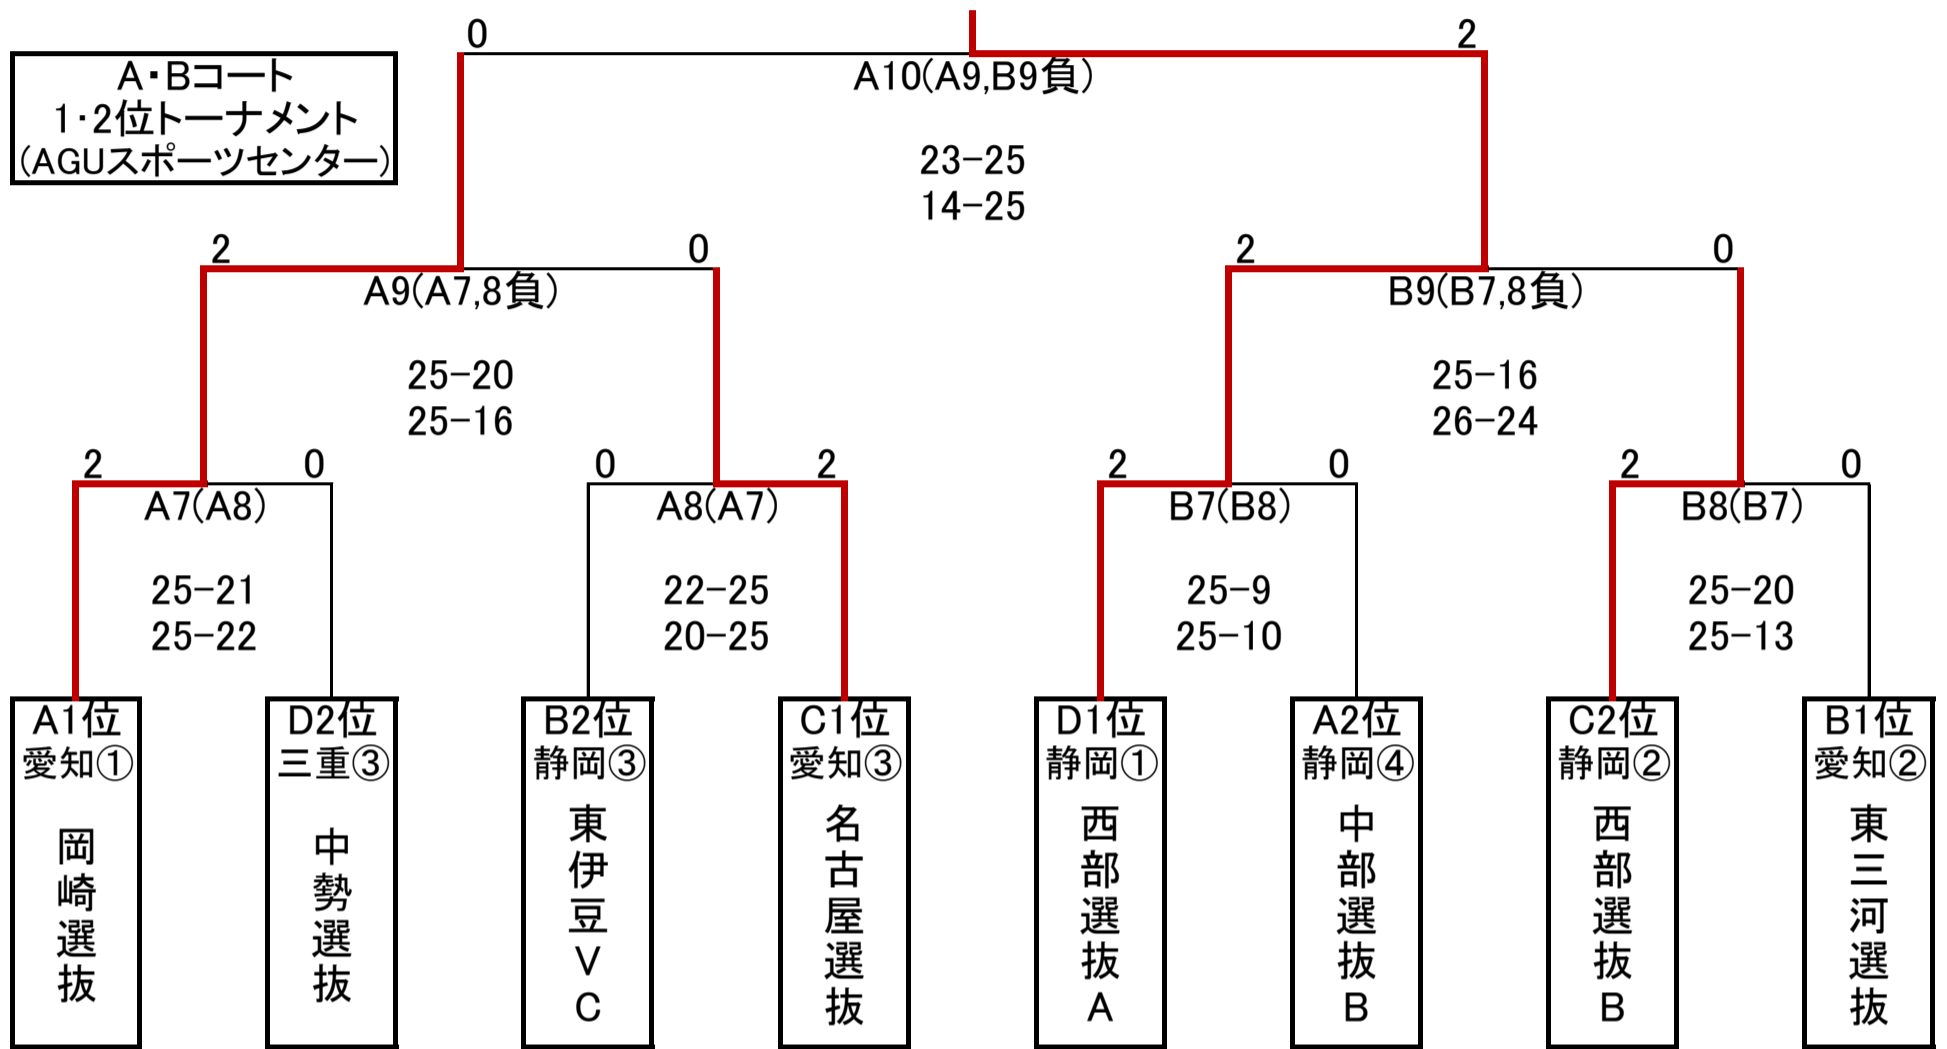 A・Bコート
1・2位トーナメント
(AGUスポーツセンター)
0
2
A10(A9,B9負)
23-25
14-25
2
0
A9(A7,8負)
25-20
25-16
2
0
B9(B7,8負)
25-16
26-24
2
0
A7(A8)
25-21
25-22
0
2
A8(A7)
22-25
20-25
2
0
B7(B8)
25-9
25-10
2
0
B8(B7)
25-20
25-13
A1位
愛知①
岡崎選抜
D2位
三重③
中勢選抜
B2位
静岡③
東伊豆VC
C1位
愛知③
名古屋選抜
D1位
静岡①
西部選抜A
A2位
静岡④
中部選抜B
C2位
静岡②
西部選抜B
B1位
愛知②
東三河選抜